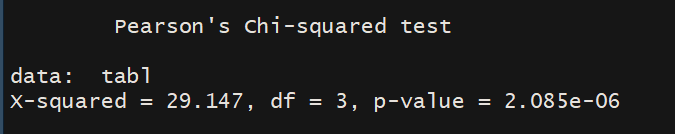 Pearson's Chi-squared test
data:  tabl
X-squared = 29.147, df = 3, p-value = 2.085e-06